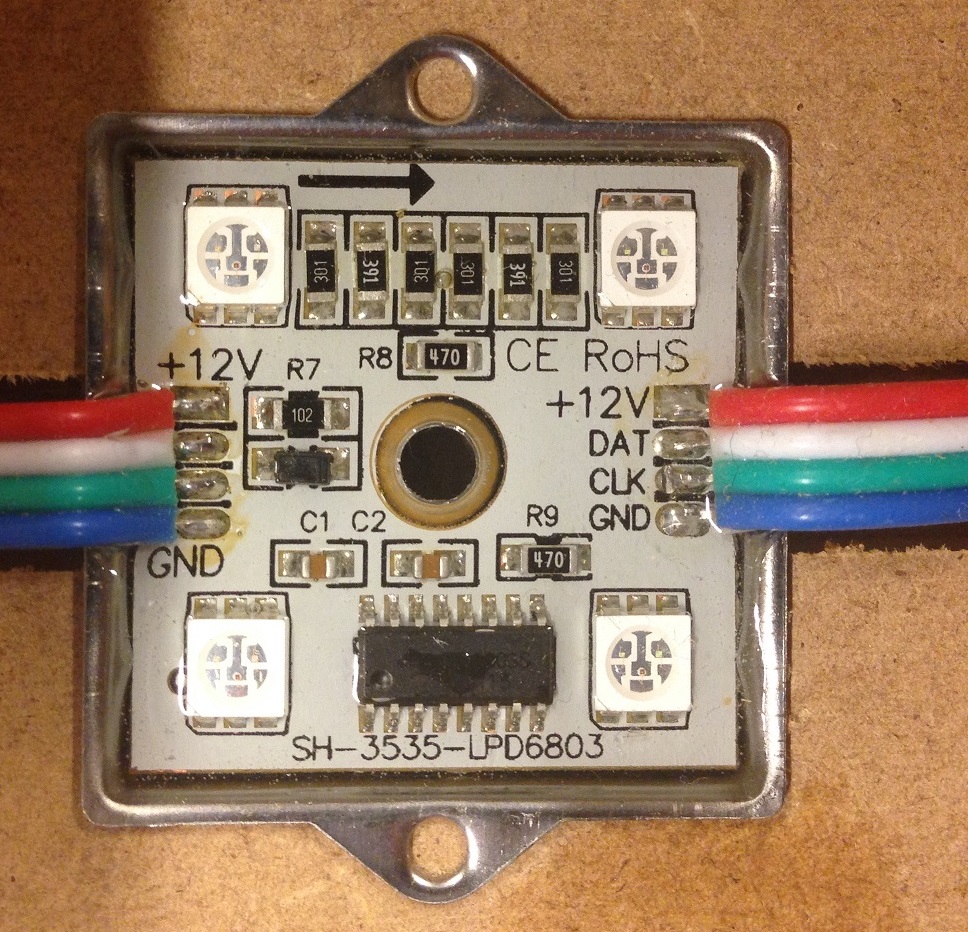 301 391 301 301 391 301
R8 470 CE RoHS
+12V R7
102
+12V
DAT
CLK
GND
C1 C2 R9
470
GND
SH-3535-LPD6803